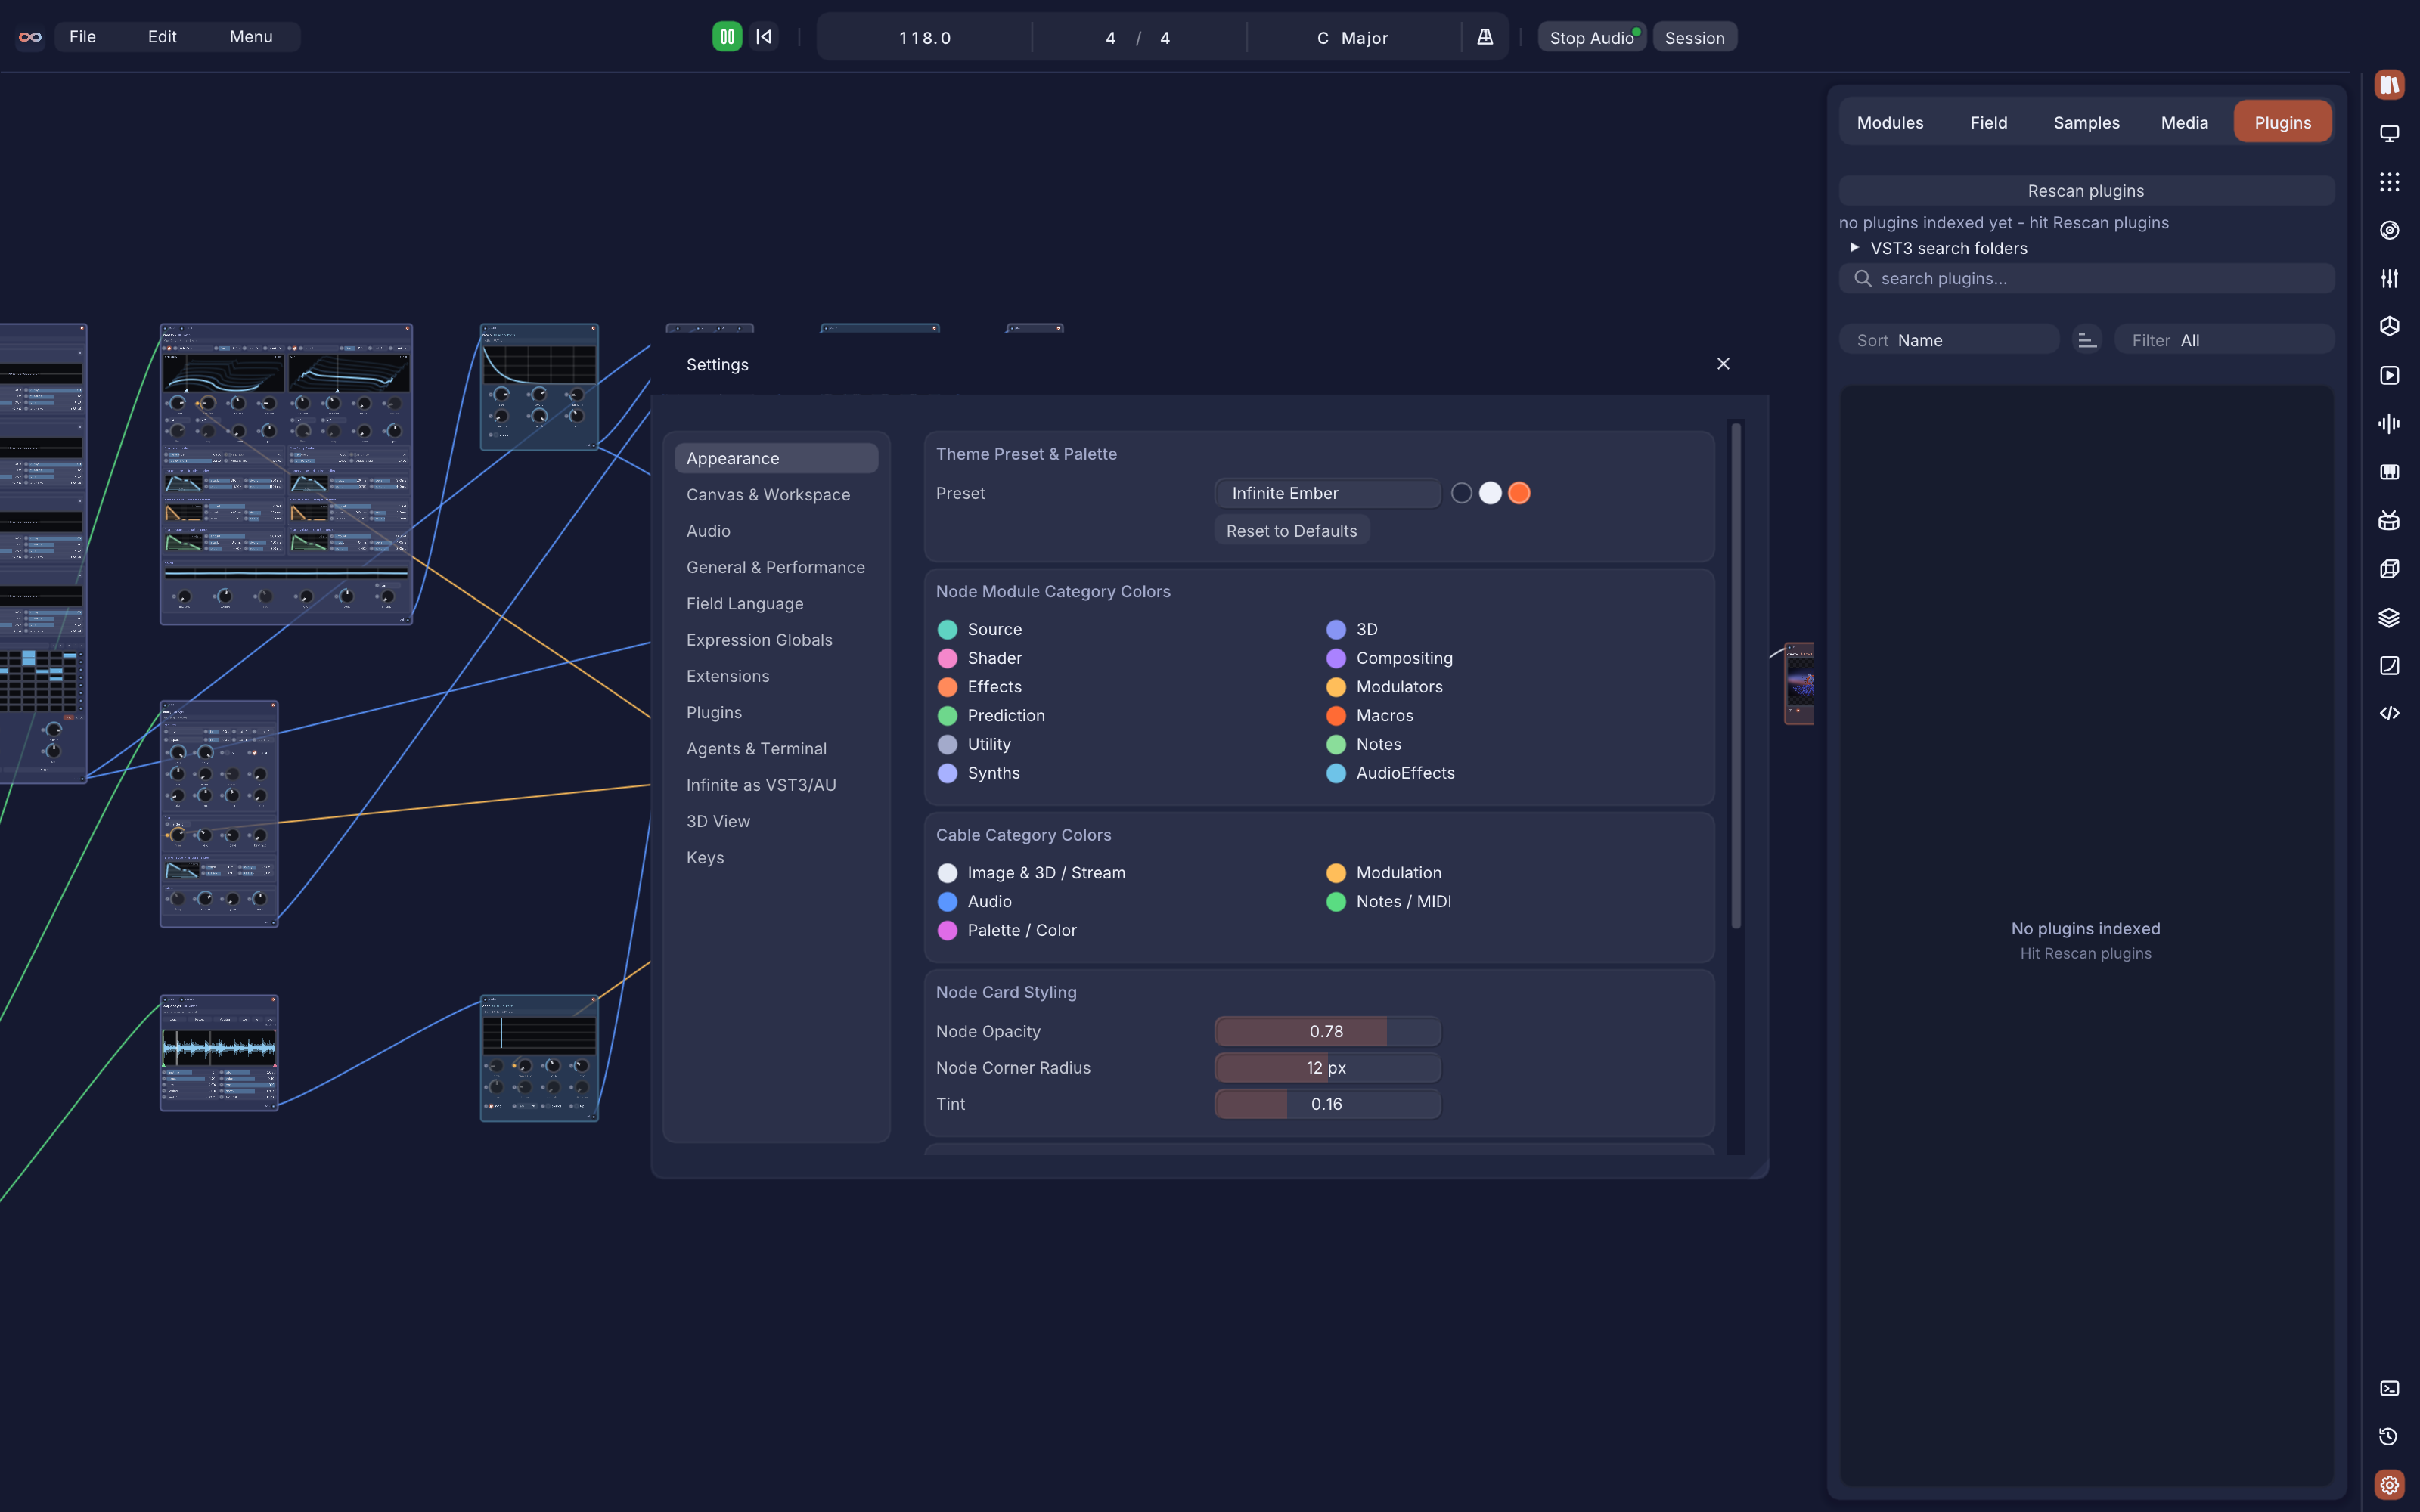 File Edit Menu
118.0 4 / 4 C Major Stop Audio Session
Modules Field Samples Media Plugins
Rescan plugins
no plugins indexed yet - hit Rescan plugins
VST3 search folders
search plugins...
Sort Name Filter All
No plugins indexed
Hit Rescan plugins
Settings
Appearance
Canvas & Workspace
Audio
General & Performance
Field Language
Expression Globals
Extensions
Plugins
Agents & Terminal
Infinite as VST3/AU
3D View
Keys
Theme Preset & Palette
Preset Infinite Ember
Reset to Defaults
Node Module Category Colors
Source 3D
Shader Compositing
Effects Modulators
Prediction Macros
Utility Notes
Synths AudioEffects
Cable Category Colors
Image & 3D / Stream Modulation
Audio Notes / MIDI
Palette / Color
Node Card Styling
Node Opacity 0.78
Node Corner Radius 12 px
Tint 0.16